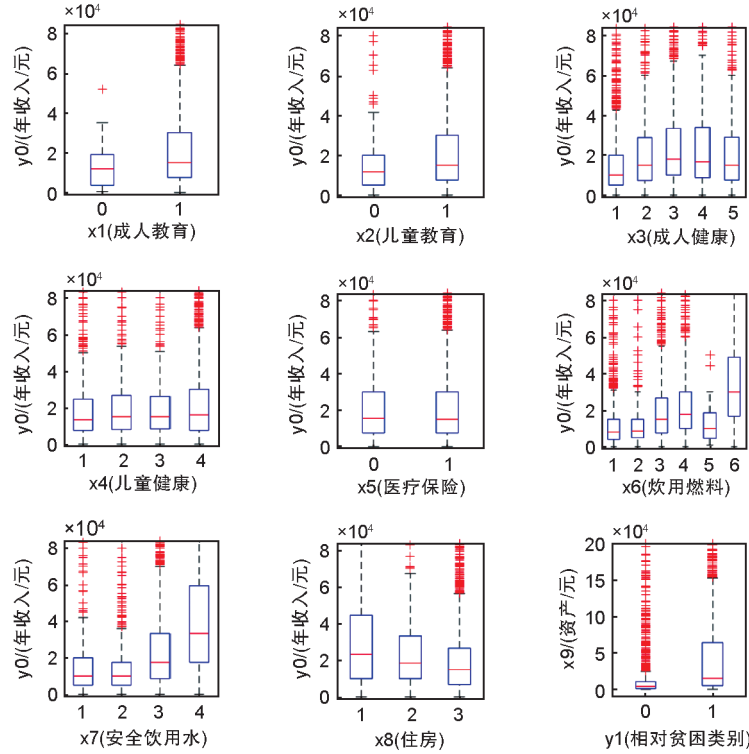 ×10⁴
y0/(年收入/元)
8
6
4
2
0
0 1
x1(成人教育)
×10⁴
y0/(年收入/元)
8
6
4
2
0
0 1
x2(儿童教育)
×10⁴
y0/(年收入/元)
8
6
4
2
0
1 2 3 4 5
x3(成人健康)
×10⁴
y0/(年收入/元)
8
6
4
2
0
1 2 3 4
x4(儿童健康)
×10⁴
y0/(年收入/元)
8
6
4
2
0
0 1
x5(医疗保险)
×10⁴
y0/(年收入/元)
8
6
4
2
0
1 2 3 4 5 6
x6(炊用燃料)
×10⁴
y0/(年收入/元)
8
6
4
2
0
1 2 3 4
x7(安全饮用水)
×10⁴
y0/(年收入/元)
8
6
4
2
0
1 2 3
x8(住房)
×10⁴
x9/(资产/元)
20
15
10
5
0
0 1
y1(相对贫困类别)